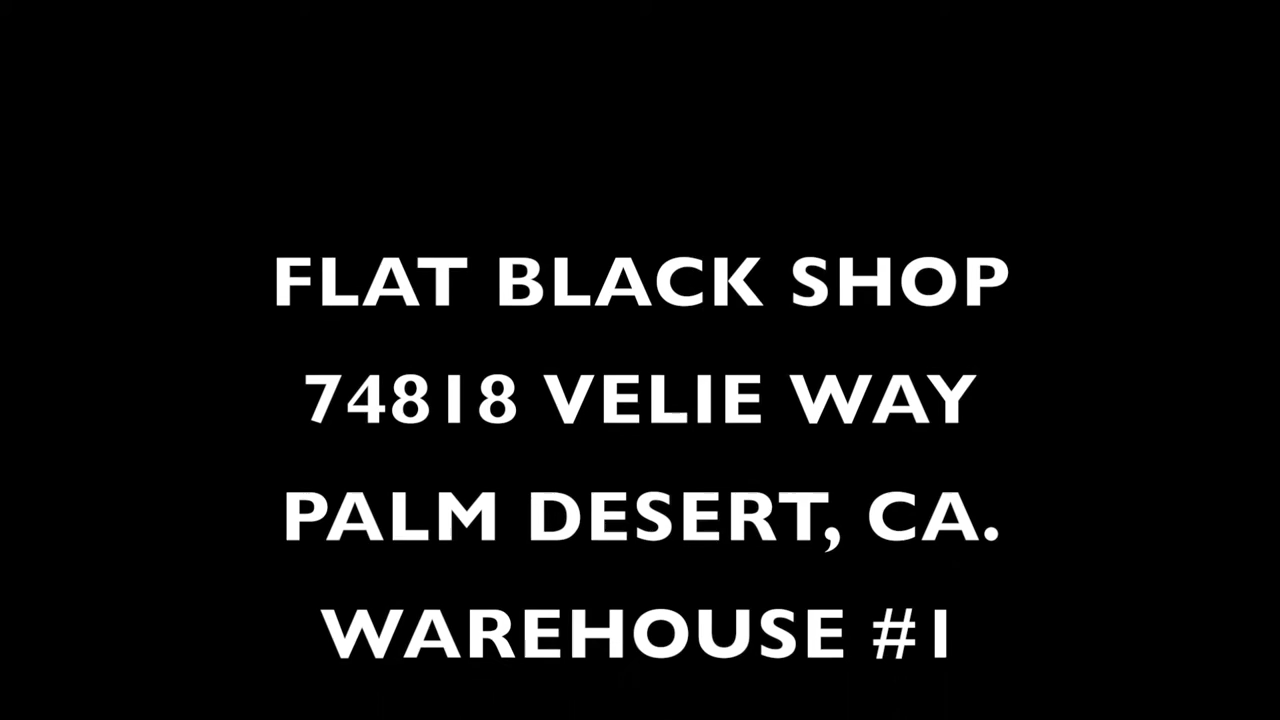 FLAT BLACK SHOP
74818 VELIE WAY
PALM DESERT, CA.
WAREHOUSE #1